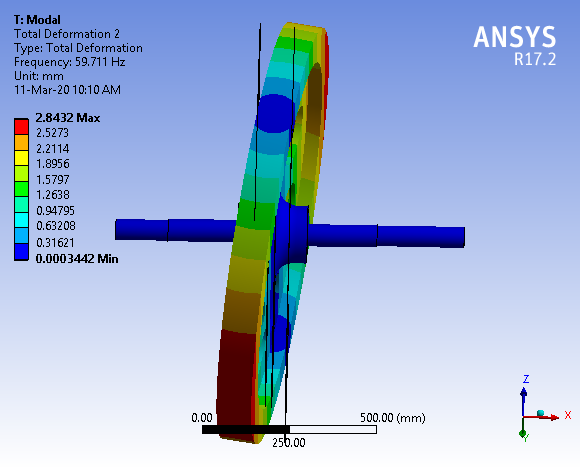 T: Modal
Total Deformation 2
Type: Total Deformation
Frequency: 59.711 Hz
Unit: mm
11-Mar-20 10:10 AM
ANSYS
R17.2
2.8432 Max
2.5273
2.2114
1.8956
1.5797
1.2638
0.94795
0.63208
0.31621
0.0003442 Min
0.00
500.00 (mm)
250.00
Z
X
Y